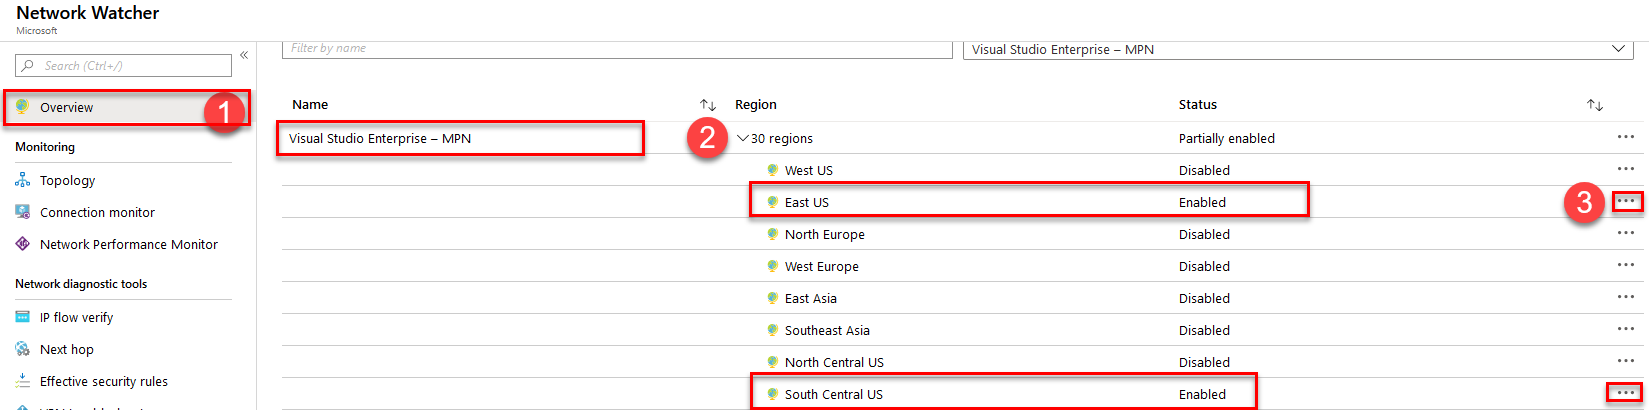 Network Watcher
Microsoft
Search (Ctrl+/)
«
Overview
1
Monitoring
Topology
Connection monitor
Network Performance Monitor
Network diagnostic tools
IP flow verify
Next hop
Effective security rules
Filter by name
Visual Studio Enterprise – MPN
Name Region Status
Visual Studio Enterprise – MPN 2 30 regions Partially enabled ...
West US Disabled ...
East US Enabled 3 ...
North Europe Disabled ...
West Europe Disabled ...
East Asia Disabled ...
Southeast Asia Disabled ...
North Central US Disabled ...
South Central US Enabled ...